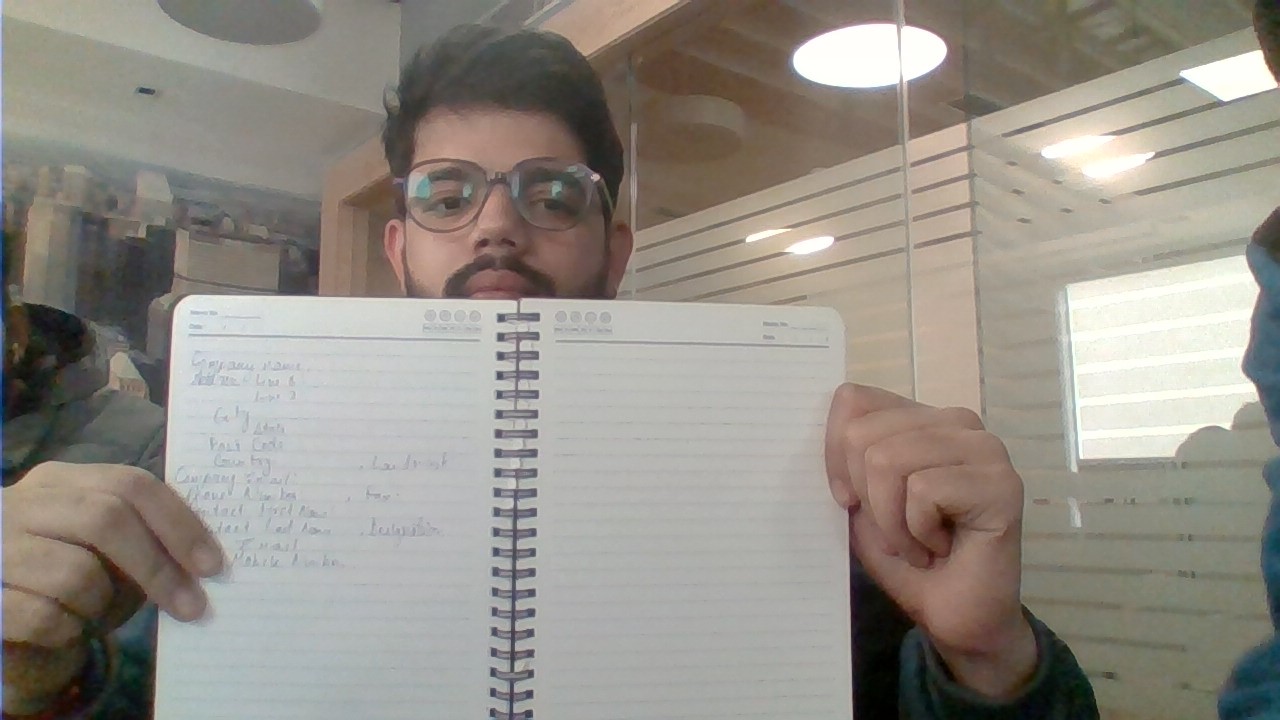 Company Name
Address - Line 1
Line 2
City
State
Post Code
Country . Landmark
Company Email
Phone Number . Fax
Contact First Name
Contact Last Name . Designation
Email
Mobile Number